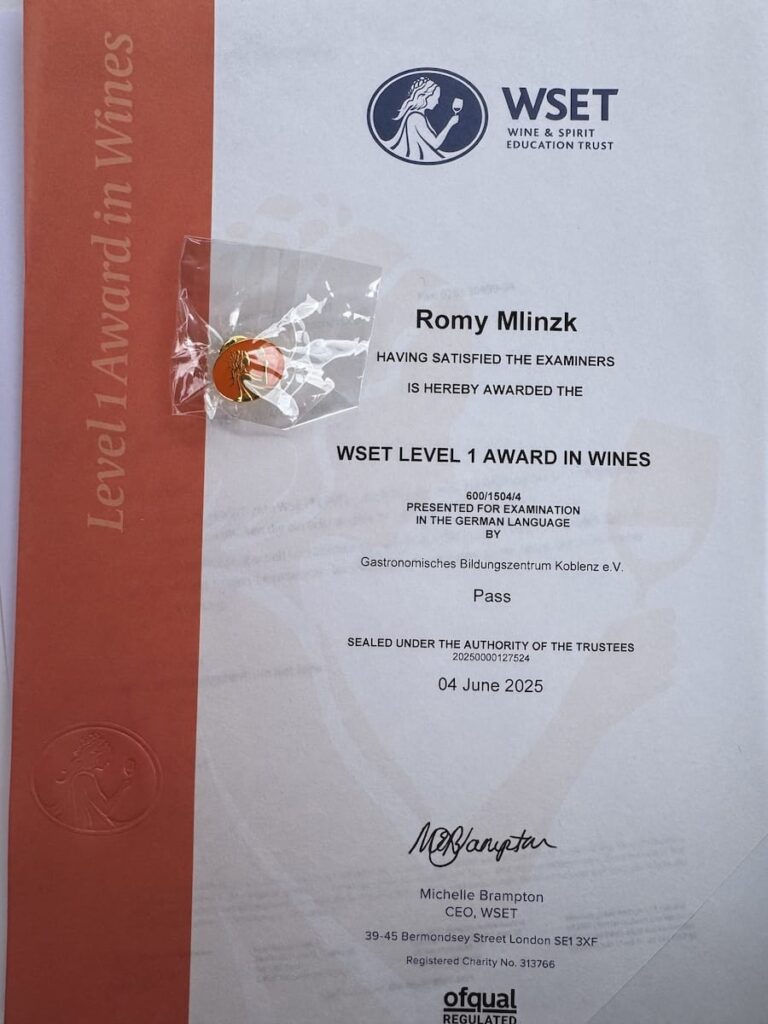 Level 1 Award in Wines
WSET
WINE & SPIRIT
EDUCATION TRUST
Romy Mlinzk
HAVING SATISFIED THE EXAMINERS
IS HEREBY AWARDED THE
WSET LEVEL 1 AWARD IN WINES
600/1504/4
PRESENTED FOR EXAMINATION
IN THE GERMAN LANGUAGE
BY
Gastronomisches Bildungszentrum Koblenz e.V.
Pass
SEALED UNDER THE AUTHORITY OF THE TRUSTEES
20250000127524
04 June 2025
Michelle Brampton
CEO, WSET
39-45 Bermondsey Street London SE1 3XF
Registered Charity No. 313766
ofqual
REGULATED